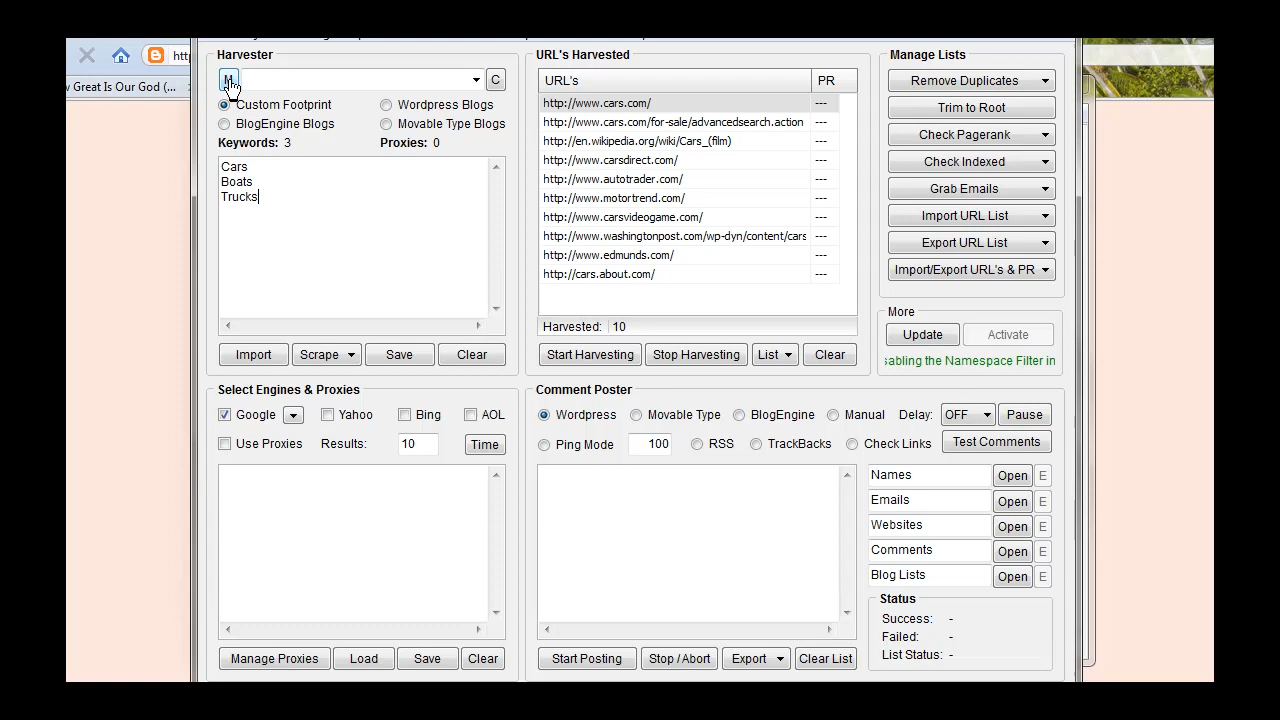 http
w Great Is Our God (...
Harvester
M
C
Custom Footprint
Wordpress Blogs
BlogEngine Blogs
Movable Type Blogs
Keywords: 3
Proxies: 0
Cars
Boats
Trucks
Import
Scrape
Save
Clear
URL's Harvested
URL's PR
http://www.cars.com/ ---
http://www.cars.com/for-sale/advancedsearch.action ---
http://en.wikipedia.org/wiki/Cars_(film) ---
http://www.carsdirect.com/ ---
http://www.autotrader.com/ ---
http://www.motortrend.com/ ---
http://www.carsvideogame.com/ ---
http://www.washingtonpost.com/wp-dyn/content/cars ---
http://www.edmunds.com/ ---
http://cars.about.com/ ---
Harvested: 10
Start Harvesting
Stop Harvesting
List
Clear
Manage Lists
Remove Duplicates
Trim to Root
Check Pagerank
Check Indexed
Grab Emails
Import URL List
Export URL List
Import/Export URL's & PR
More
Update
Activate
abling the Namespace Filter in
Select Engines & Proxies
Google
Yahoo
Bing
AOL
Use Proxies
Results: 10
Time
Manage Proxies
Load
Save
Clear
Comment Poster
Wordpress
Movable Type
BlogEngine
Manual
Delay: OFF
Pause
Ping Mode 100
RSS
TrackBacks
Check Links
Test Comments
Names Open E
Emails Open E
Websites Open E
Comments Open E
Blog Lists Open E
Status
Success: -
Failed: -
List Status: -
Start Posting
Stop / Abort
Export
Clear List